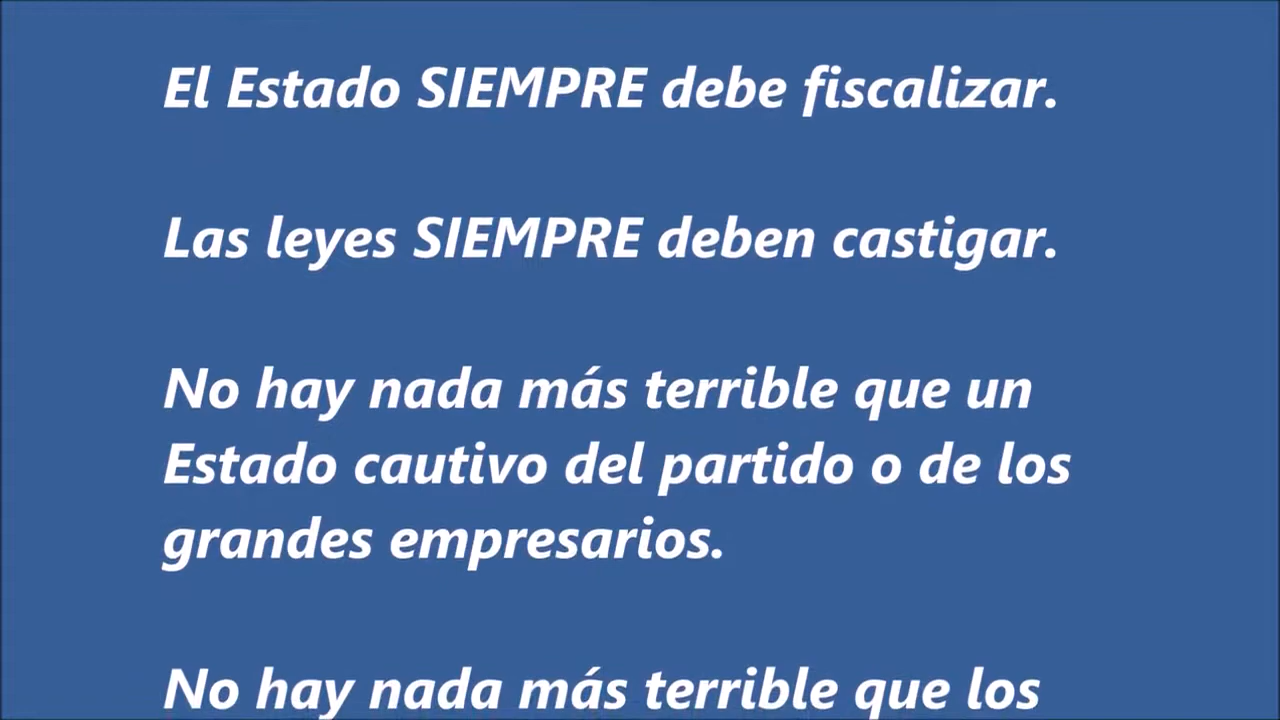 El Estado SIEMPRE debe fiscalizar.
Las leyes SIEMPRE deben castigar.
No hay nada más terrible que un
Estado cautivo del partido o de los
grandes empresarios.
No hay nada más terrible que los